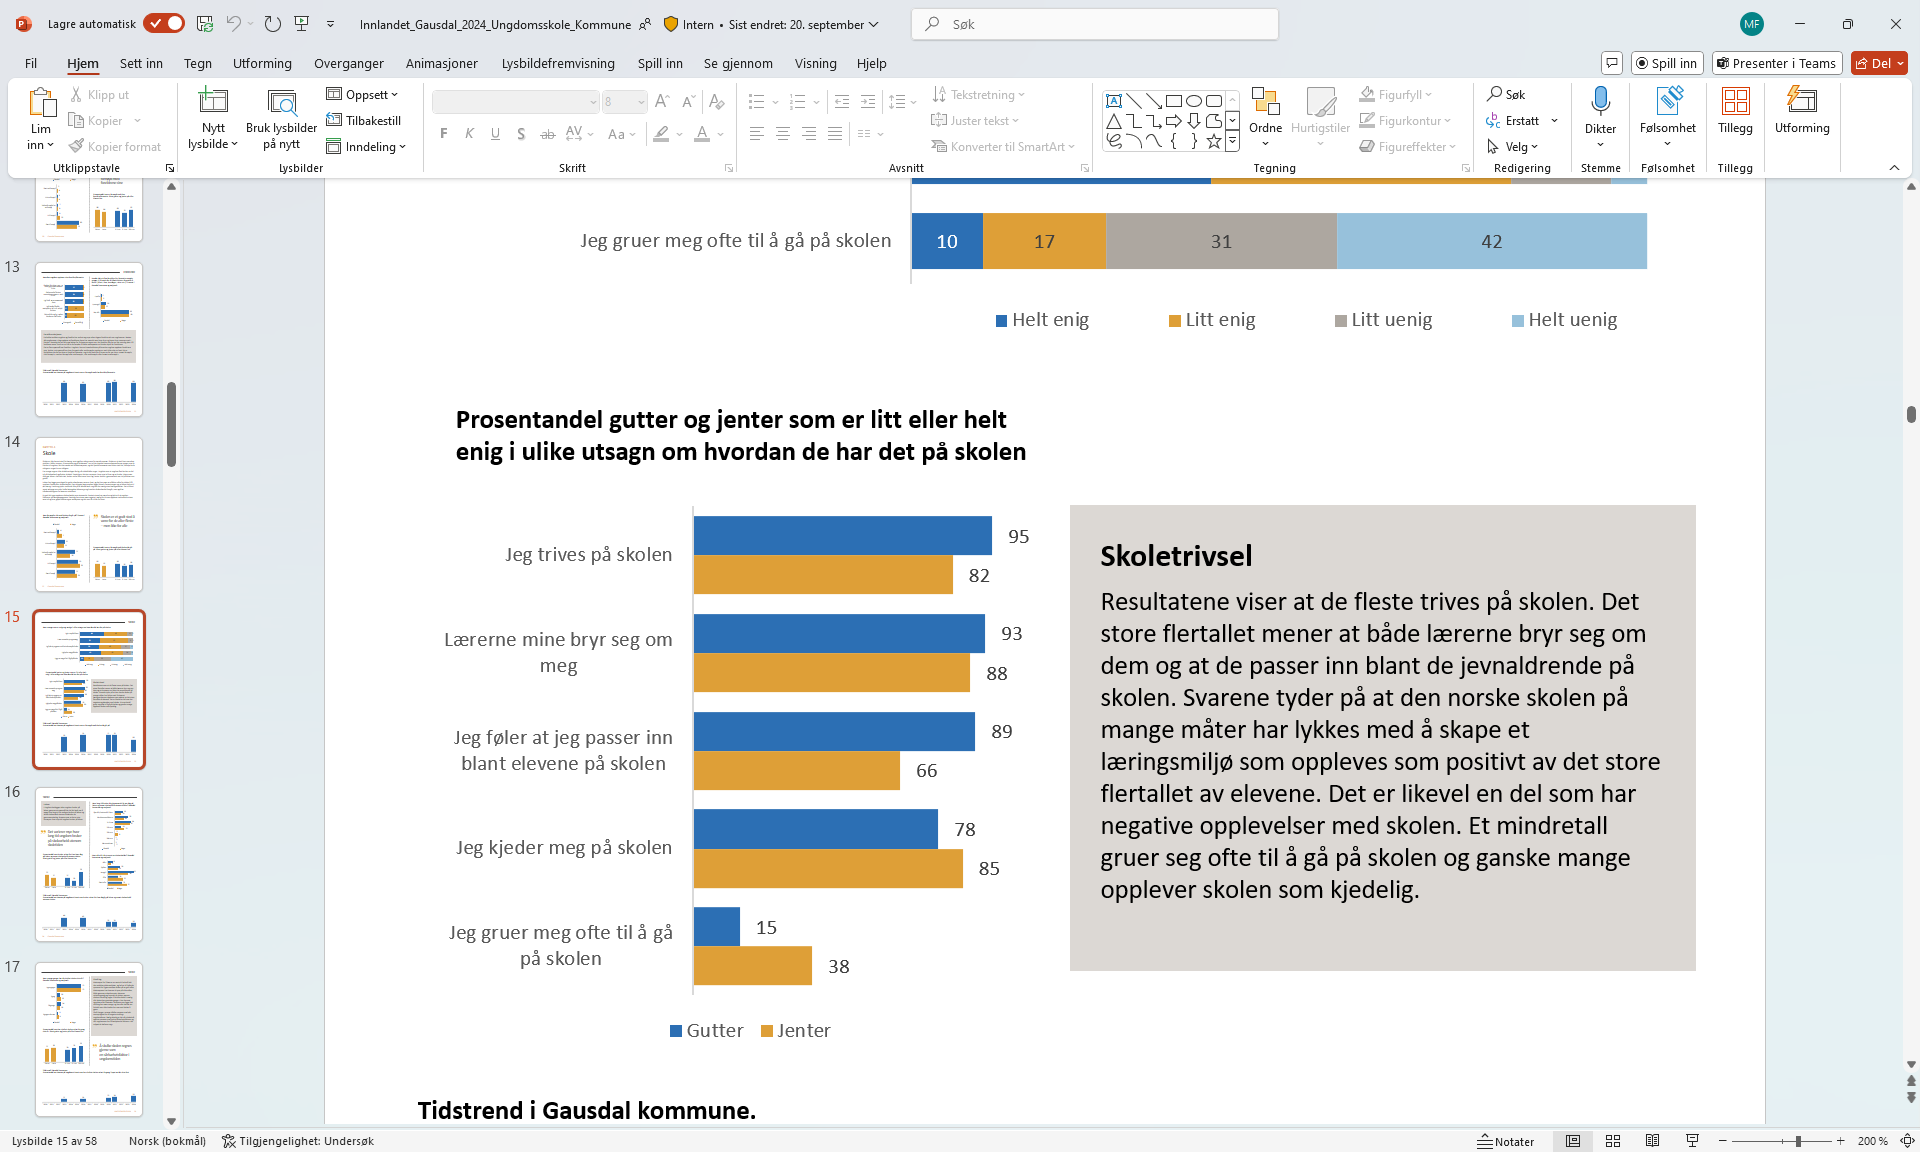 Lagre automatisk
Innlandet_Gausdal_2024_Ungdomsskole_Kommune
Intern • Sist endret: 20. september
Søk
MF
Fil
Hjem
Sett inn
Tegn
Utforming
Overganger
Animasjoner
Lysbildefremvisning
Spill inn
Se gjennom
Visning
Hjelp
Spill inn
Presenter i Teams
Del
Lim inn
Klipp ut
Kopier
Kopier format
Utklippstavle
Nytt lysbilde
Bruk lysbilder på nytt
Oppsett
Tilbakestill
Inndeling
Lysbilder
8
F K U S ab AV Aa A
Skrift
Tekstretning
Juster tekst
Konverter til SmartArt
Avsnitt
Ordne
Hurtigstiler
Figurfyll
Figurkontur
Figureffekter
Tegning
Søk
Erstatt
Velg
Redigering
Dikter
Stemme
Følsomhet
Følsomhet
Tillegg
Tillegg
Utforming
13
14
Skole
15
16
17
Jeg gruer meg ofte til å gå på skolen
10 17 31 42
Helt enig Litt enig Litt uenig Helt uenig
Prosentandel gutter og jenter som er litt eller helt
enig i ulike utsagn om hvordan de har det på skolen
Jeg trives på skolen
95
82
Lærerne mine bryr seg om
meg
93
88
Jeg føler at jeg passer inn
blant elevene på skolen
89
66
Jeg kjeder meg på skolen
78
85
Jeg gruer meg ofte til å gå
på skolen
15
38
Gutter Jenter
Skoletrivsel
Resultatene viser at de fleste trives på skolen. Det
store flertallet mener at både lærerne bryr seg om
dem og at de passer inn blant de jevnaldrende på
skolen. Svarene tyder på at den norske skolen på
mange måter har lykkes med å skape et
læringsmiljø som oppleves som positivt av det store
flertallet av elevene. Det er likevel en del som har
negative opplevelser med skolen. Et mindretall
gruer seg ofte til å gå på skolen og ganske mange
opplever skolen som kjedelig.
Tidstrend i Gausdal kommune.
Lysbilde 15 av 58
Norsk (bokmål)
Tilgjengelighet: Undersøk
Notater
200 %